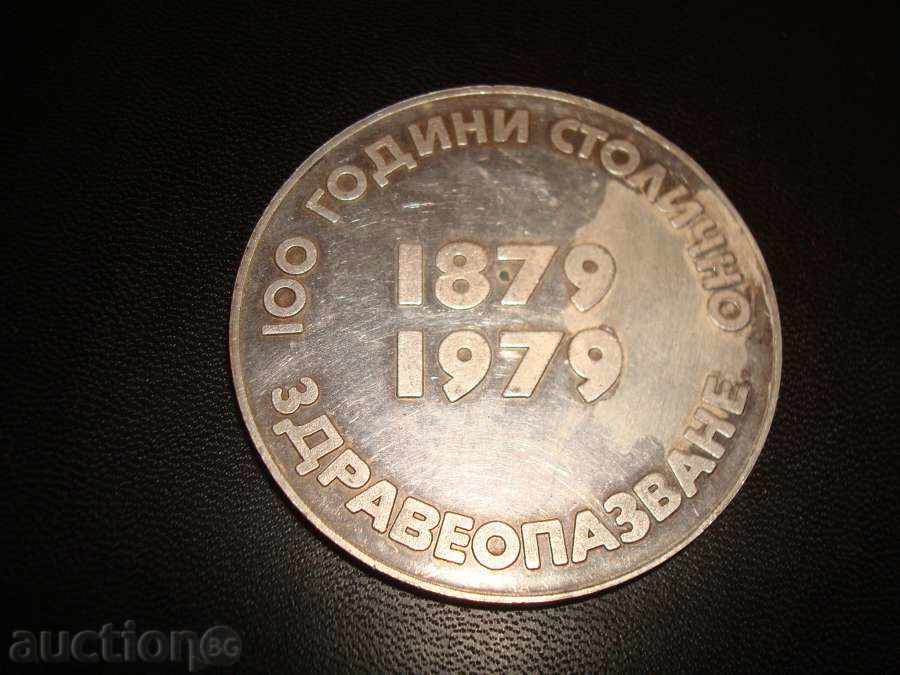 100 ГОДИНИ СТОЛИЧНО
1879
1979
ЗДРАВЕОПАЗВАНЕ
auction BG